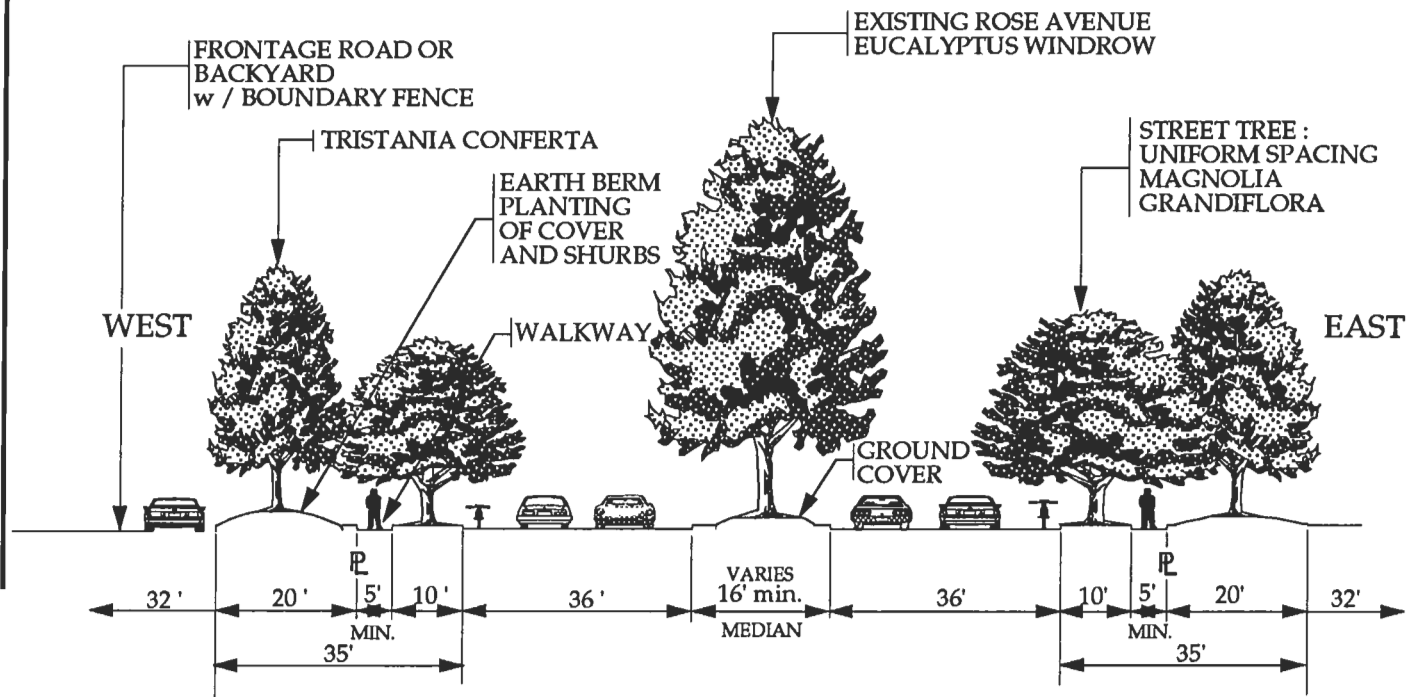 EXISTING ROSE AVENUE
EUCALYPTUS WINDROW
FRONTAGE ROAD OR
BACKYARD
w / BOUNDARY FENCE
TRISTANIA CONFERTA
STREET TREE :
UNIFORM SPACING
MAGNOLIA
GRANDIFLORA
EARTH BERM
PLANTING
OF COVER
AND SHURBS
WEST
WALKWAY
EAST
GROUND
COVER
PL
PL
32 ' 20 ' 5' 10 ' 36 ' VARIES 16' min. 36' 10' 5' 20' 32'
MIN. MEDIAN MIN.
35' 35'